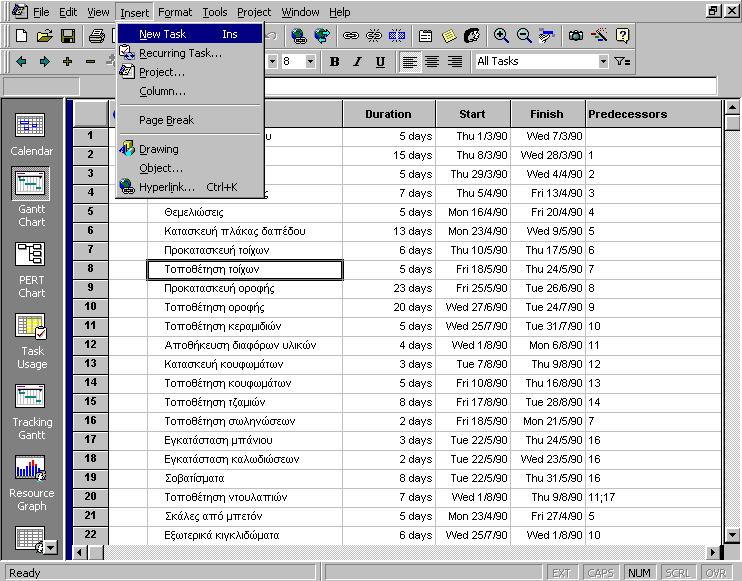 File Edit View Insert Format Tools Project Window Help
New Task Ins
Recurring Task...
Project...
Column...
Page Break
Drawing
Object...
Hyperlink... Ctrl+K
8 B I U All Tasks
Duration Start Finish Predecessors
1 5 days Thu 1/3/90 Wed 7/3/90
2 15 days Thu 8/3/90 Wed 28/3/90 1
3 5 days Thu 29/3/90 Wed 4/4/90 2
4 7 days Thu 5/4/90 Fri 13/4/90 3
5 Θεμελιώσεις 5 days Mon 16/4/90 Fri 20/4/90 4
6 Κατασκευή πλάκας δαπέδου 13 days Mon 23/4/90 Wed 9/5/90 5
7 Προκατασκευή τοίχων 6 days Thu 10/5/90 Thu 17/5/90 6
8 Τοποθέτηση τοίχων 5 days Fri 18/5/90 Thu 24/5/90 7
9 Προκατασκευή οροφής 23 days Fri 25/5/90 Tue 26/6/90 8
10 Τοποθέτηση οροφής 20 days Wed 27/6/90 Tue 24/7/90 9
11 Τοποθέτηση κεραμιδιών 5 days Wed 25/7/90 Tue 31/7/90 10
12 Αποθήκευση διαφόρων υλικών 4 days Wed 1/8/90 Mon 6/8/90 11
13 Κατασκευή κουφωμάτων 3 days Tue 7/8/90 Thu 9/8/90 12
14 Τοποθέτηση κουφωμάτων 5 days Fri 10/8/90 Thu 16/8/90 13
15 Τοποθέτηση τζαμιών 8 days Fri 17/8/90 Tue 28/8/90 14
16 Τοποθέτηση σωληνώσεων 2 days Fri 18/5/90 Mon 21/5/90 7
17 Εγκατάσταση μπάνιου 3 days Tue 22/5/90 Thu 24/5/90 16
18 Εγκατάσταση καλωδιώσεων 2 days Tue 22/5/90 Wed 23/5/90 16
19 Σοβατίσματα 8 days Tue 22/5/90 Thu 31/5/90 16
20 Τοποθέτηση ντουλαπιών 7 days Wed 1/8/90 Thu 9/8/90 11;17
21 Σκάλες από μπετόν 5 days Mon 23/4/90 Fri 27/4/90 5
22 Εξωτερικά κιγκλιδώματα 6 days Wed 25/7/90 Wed 1/8/90 10
Calendar
Gantt
Chart
PERT
Chart
Task
Usage
Tracking
Gantt
Resource
Graph
Ready EXT CAPS NUM SCRL OVR